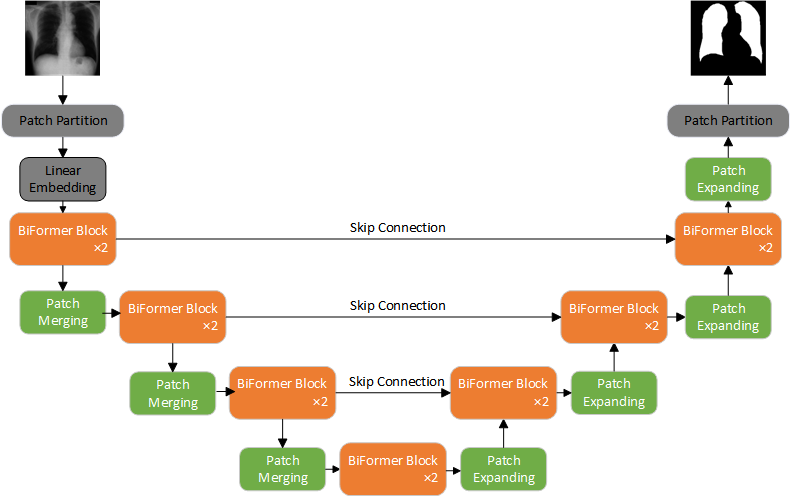 Patch Partition
Patch Partition
Linear
Embedding
Patch
Expanding
BiFormer Block
×2
Skip Connection
BiFormer Block
×2
Patch
Merging
BiFormer Block
×2
Skip Connection
BiFormer Block
×2
Patch
Expanding
Patch
Merging
BiFormer Block
×2
Skip Connection
BiFormer Block
×2
Patch
Expanding
Patch
Merging
BiFormer Block
×2
Patch
Expanding